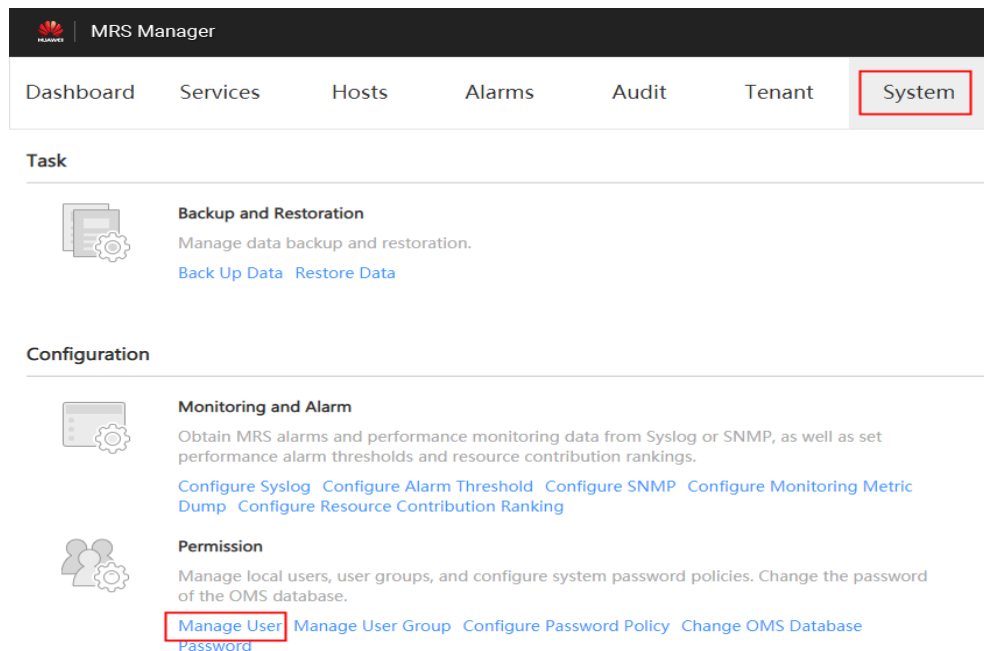 HUAWEI MRS Manager
Dashboard Services Hosts Alarms Audit Tenant System
Task
Backup and Restoration
Manage data backup and restoration.
Back Up Data Restore Data
Configuration
Monitoring and Alarm
Obtain MRS alarms and performance monitoring data from Syslog or SNMP, as well as set
performance alarm thresholds and resource contribution rankings.
Configure Syslog Configure Alarm Threshold Configure SNMP Configure Monitoring Metric
Dump Configure Resource Contribution Ranking
Permission
Manage local users, user groups, and configure system password policies. Change the password
of the OMS database.
Manage User Manage User Group Configure Password Policy Change OMS Database
Password